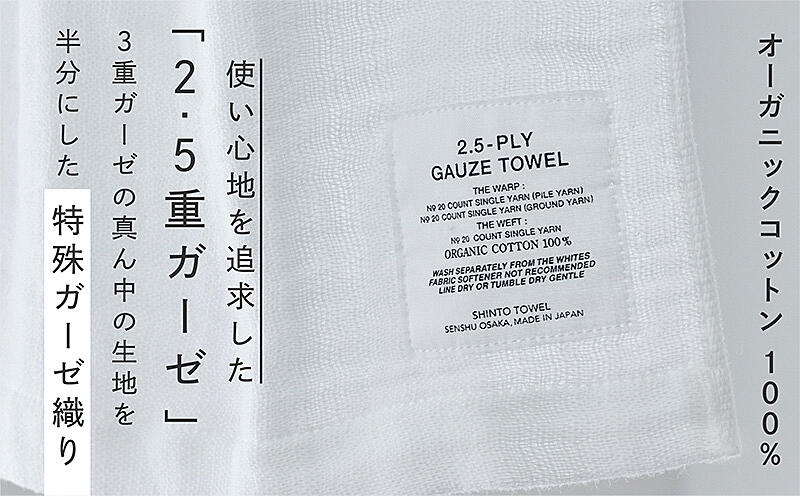 オーガニックコットン 100%
使い心地を追求した
「2.5重ガーゼ」
3重ガーゼの真ん中の生地を
半分にした 特殊ガーゼ織り
2.5-PLY
GAUZE TOWEL
THE WARP :
№ 20 COUNT SINGLE YARN (PILE YARN)
№ 20 COUNT SINGLE YARN (GROUND YARN)
THE WEFT :
№ 20 COUNT SINGLE YARN
ORGANIC COTTON 100%
WASH SEPARATELY FROM THE WHITES
FABRIC SOFTENER NOT RECOMMENDED
LINE DRY OR TUMBLE DRY GENTLE
SHINTO TOWEL
SENSHU OSAKA, MADE IN JAPAN